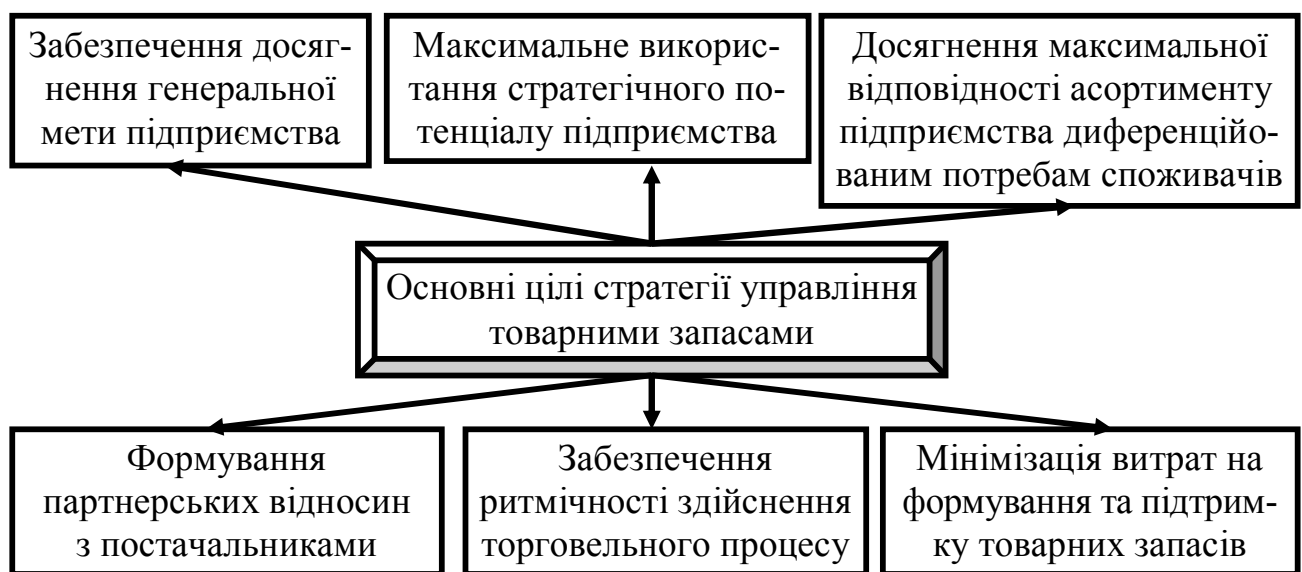 Забезпечення досяг-
нення генеральної
мети підприємства
Максимальне викорис-
тання стратегічного по-
тенціалу підприємства
Досягнення максимальної
відповідності асортименту
підприємства диференційо-
ваним потребам споживачів
Основні цілі стратегії управління
товарними запасами
Формування
партнерських відносин
з постачальниками
Забезпечення
ритмічності здійснення
торговельного процесу
Мінімізація витрат на
формування та підтрим-
ку товарних запасів